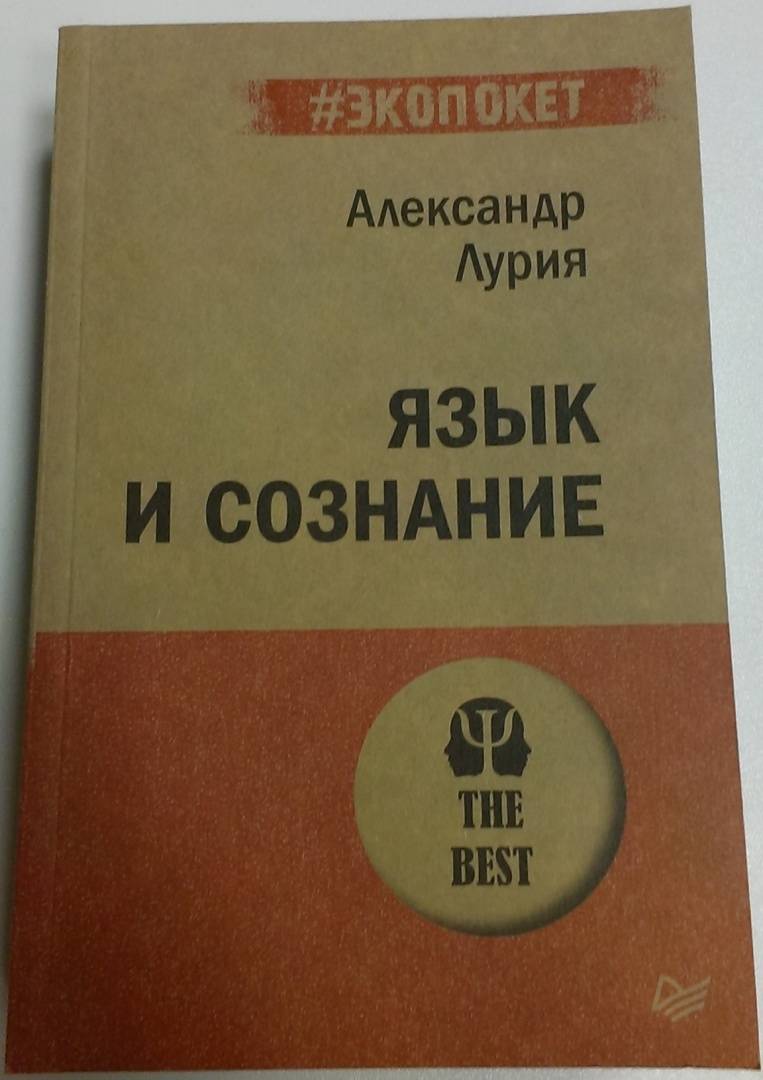 #ЭКОПОКЕТ
Александр
Лурия
ЯЗЫК
И СОЗНАНИЕ
Ψ
THE
BEST